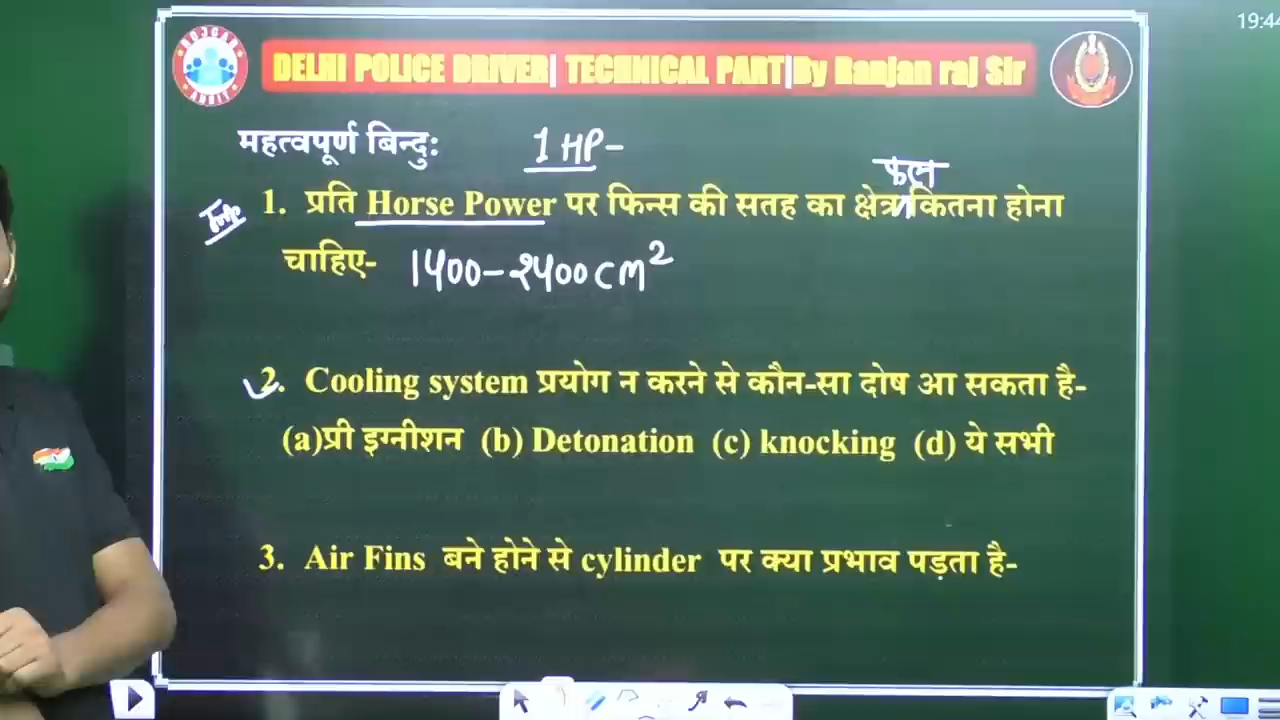 19:44
ROJGAR
DELHI POLICE DRIVER| TECHNICAL PART|By Ranjan raj Sir
महत्वपूर्ण बिन्दुः 1 HP-
फल
Imp 1. प्रति Horse Power पर फिन्स की सतह का क्षेत्र कितना होना
चाहिए- 1400-2400 cm²
2. Cooling system प्रयोग न करने से कौन-सा दोष आ सकता है-
(a)प्री इग्नीशन (b) Detonation (c) knocking (d) ये सभी
3. Air Fins बने होने से cylinder पर क्या प्रभाव पड़ता है-